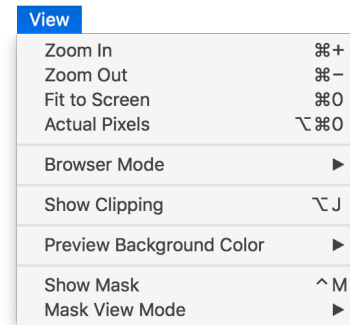 View
Zoom In ⌘+
Zoom Out ⌘−
Fit to Screen ⌘0
Actual Pixels ⌥⌘0
Browser Mode ▶
Show Clipping ⌥J
Preview Background Color ▶
Show Mask ^M
Mask View Mode ▶